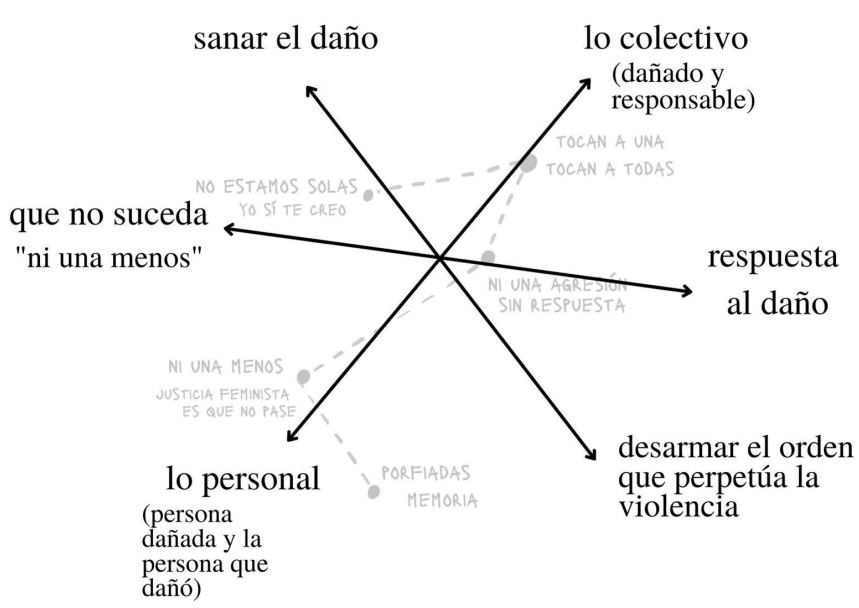 sanar el daño
lo colectivo
(dañado y
responsable)
TOCAN A UNA
TOCAN A TODAS
NO ESTAMOS SOLAS
YO SÍ TE CREO
que no suceda
"ni una menos"
respuesta
al daño
NI UNA AGRESIÓN
SIN RESPUESTA
NI UNA MENOS
JUSTICIA FEMINISTA
ES QUE NO PASE
lo personal
(persona
dañada y la
persona que
dañó)
PORFIADAS
MEMORIA
desarmar el orden
que perpetúa la
violencia